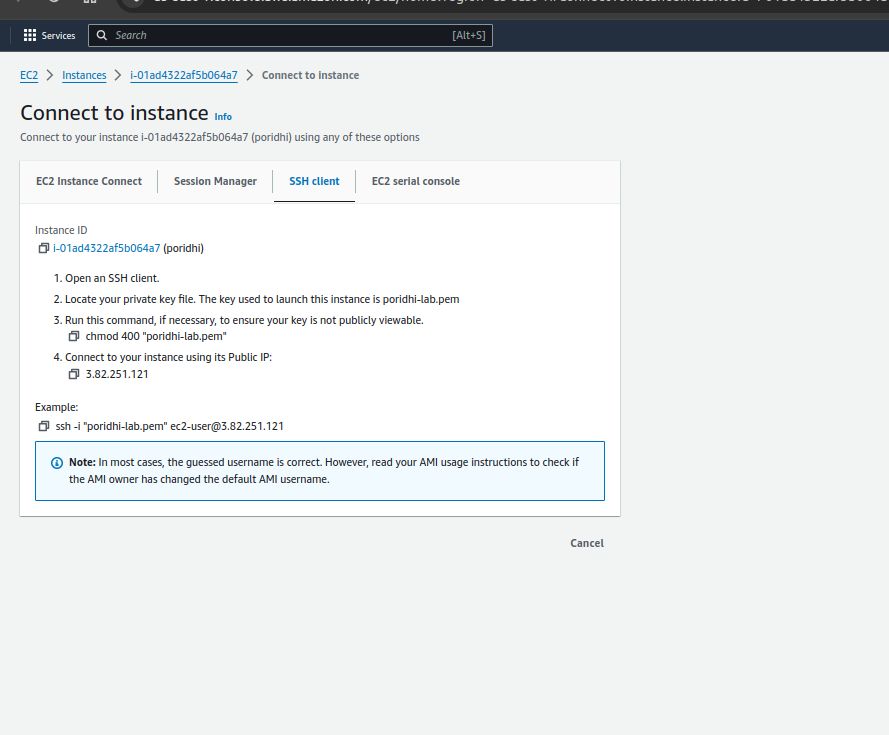 Services
Search
[Alt+S]
EC2 > Instances > i-01ad4322af5b064a7 > Connect to instance
Connect to instance Info
Connect to your instance i-01ad4322af5b064a7 (poridhi) using any of these options
EC2 Instance Connect
Session Manager
SSH client
EC2 serial console
Instance ID
i-01ad4322af5b064a7 (poridhi)
1. Open an SSH client.
2. Locate your private key file. The key used to launch this instance is poridhi-lab.pem
3. Run this command, if necessary, to ensure your key is not publicly viewable.
chmod 400 "poridhi-lab.pem"
4. Connect to your instance using its Public IP:
3.82.251.121
Example:
ssh -i "poridhi-lab.pem" ec2-user@3.82.251.121
Note: In most cases, the guessed username is correct. However, read your AMI usage instructions to check if
the AMI owner has changed the default AMI username.
Cancel